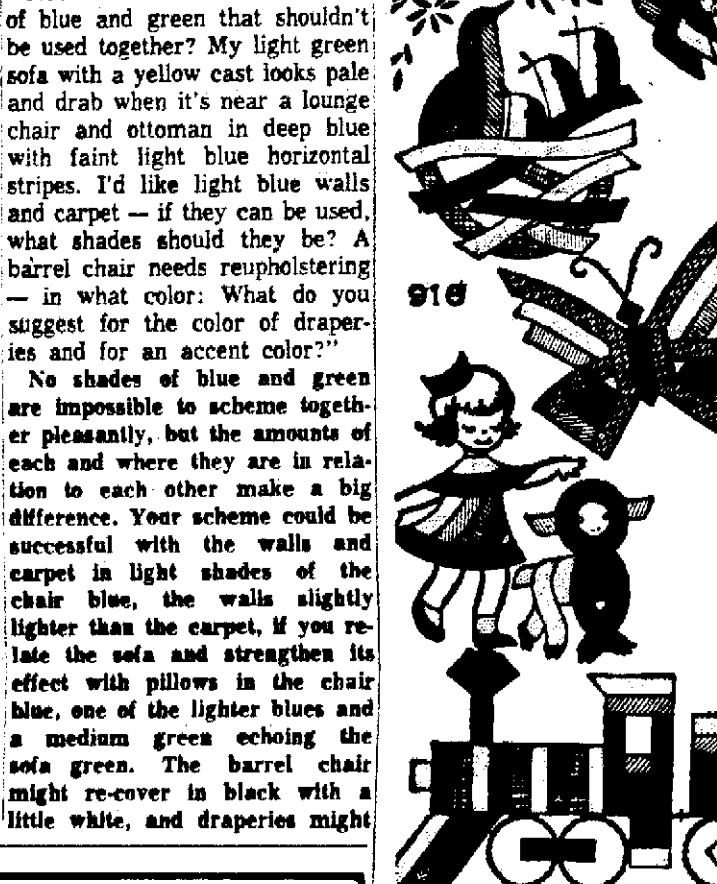 of blue and green that shouldn't
be used together? My light green
sofa with a yellow cast looks pale
and drab when it's near a lounge
chair and ottoman in deep blue
with faint light blue horizontal
stripes. I'd like light blue walls
and carpet — if they can be used,
what shades should they be? A
barrel chair needs reupholstering
— in what color: What do you
suggest for the color of draper-
ies and for an accent color?"
No shades of blue and green
are impossible to scheme togeth-
er pleasantly, but the amounts of
each and where they are in rela-
tion to each other make a big
difference. Your scheme could be
successful with the walls and
carpet in light shades of the
chair blue, the walls slightly
lighter than the carpet, if you re-
late the sofa and strengthen its
effect with pillows in the chair
blue, one of the lighter blues and
a medium green echoing the
sofa green. The barrel chair
might re-cover in black with a
little white, and draperies might